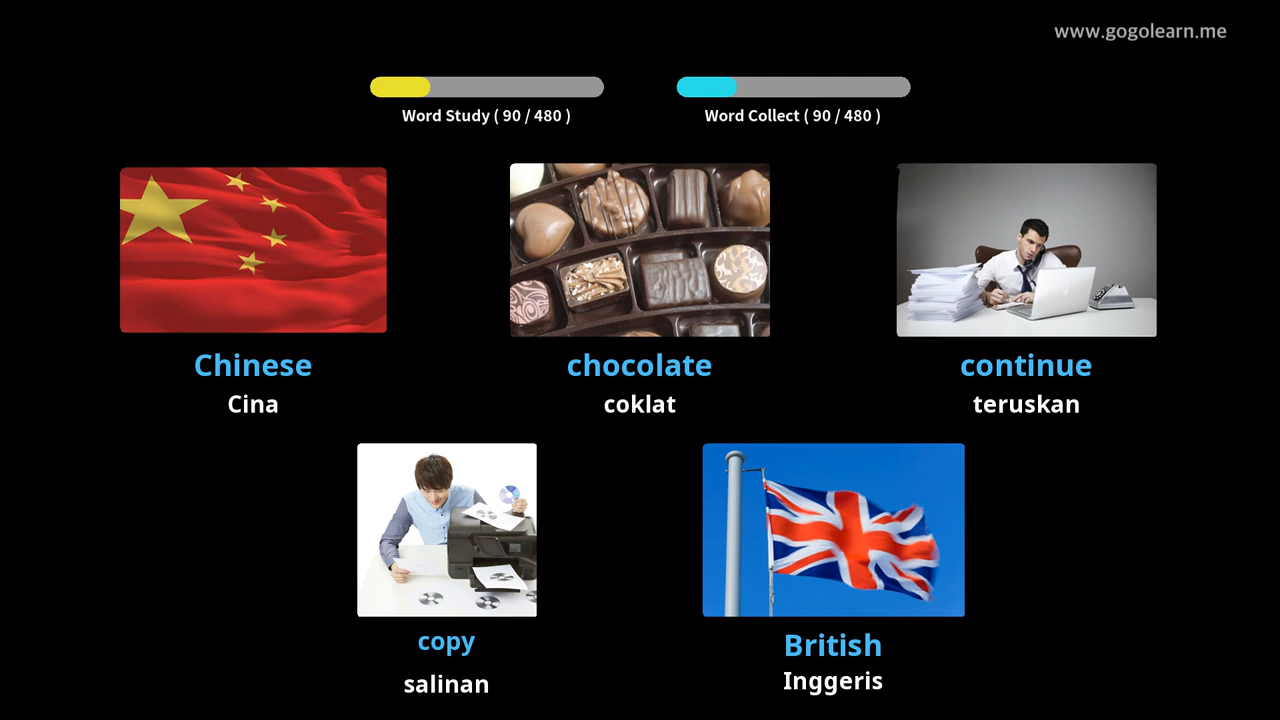 www.gogolearn.me
Word Study ( 90 / 480 )
Word Collect ( 90 / 480 )
Chinese
Cina
chocolate
coklat
continue
teruskan
copy
salinan
British
Inggeris